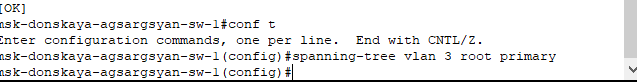 [OK]
msk-donskaya-agsargsyan-sw-1#conf t
Enter configuration commands, one per line.  End with CNTL/Z.
msk-donskaya-agsargsyan-sw-1(config)#spanning-tree vlan 3 root primary
msk-donskaya-agsargsyan-sw-1(config)#